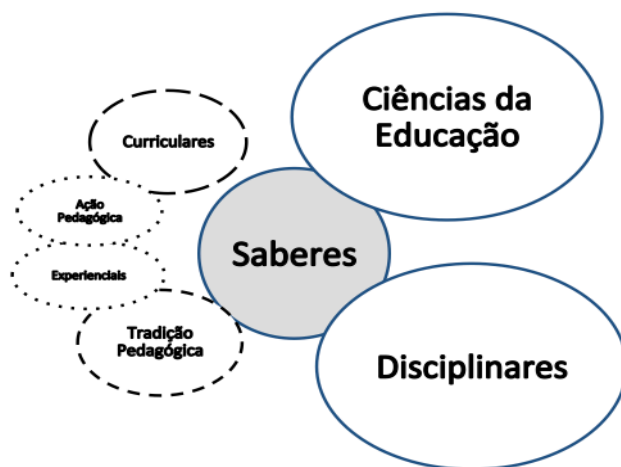 Ciências da
Educação
Curriculares
Ação
Pedagógica
Saberes
Experienciais
Tradição
Pedagógica
Disciplinares